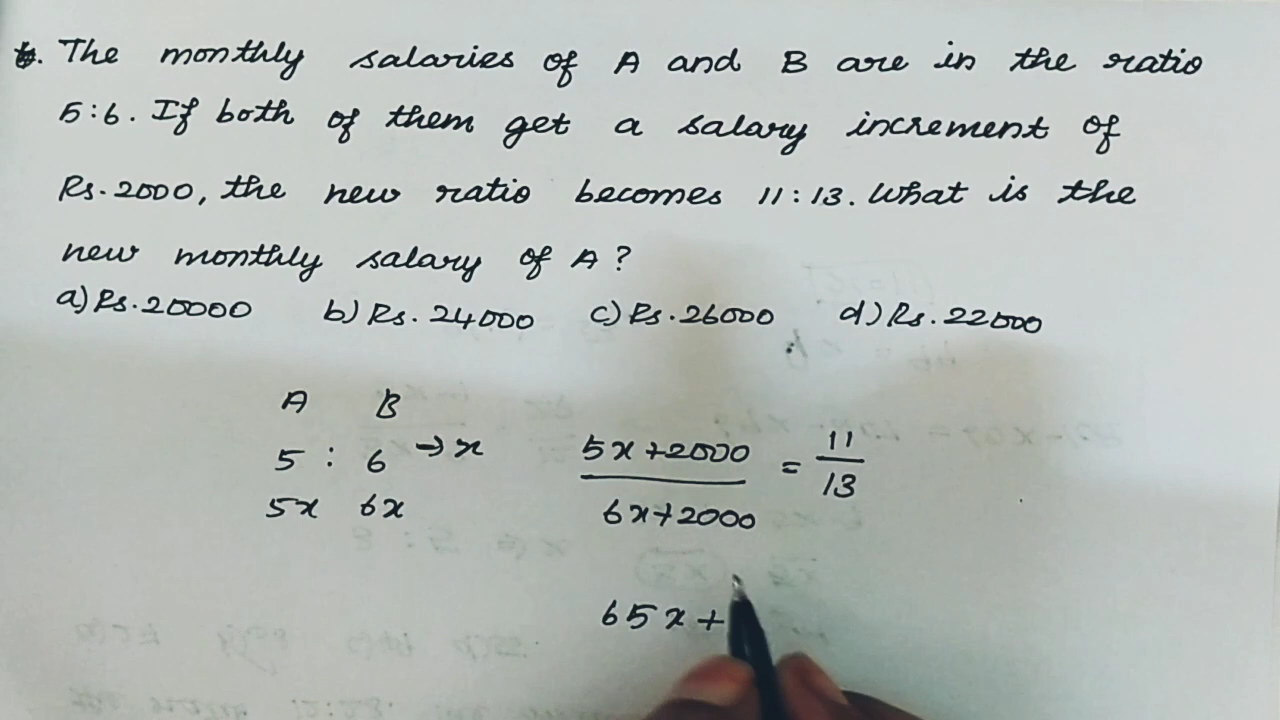 The monthly salaries of A and B are in the ratio
5:6. If both of them get a salary increment of
Rs.2000, the new ratio becomes 11:13. What is the
new monthly salary of A?
a) Rs.20000 b) Rs. 24000 c) Rs.26000 d) Rs.22000
A B
5 : 6 → x
5x 6x
5x+2000 = 11
6x+2000 13
65x+